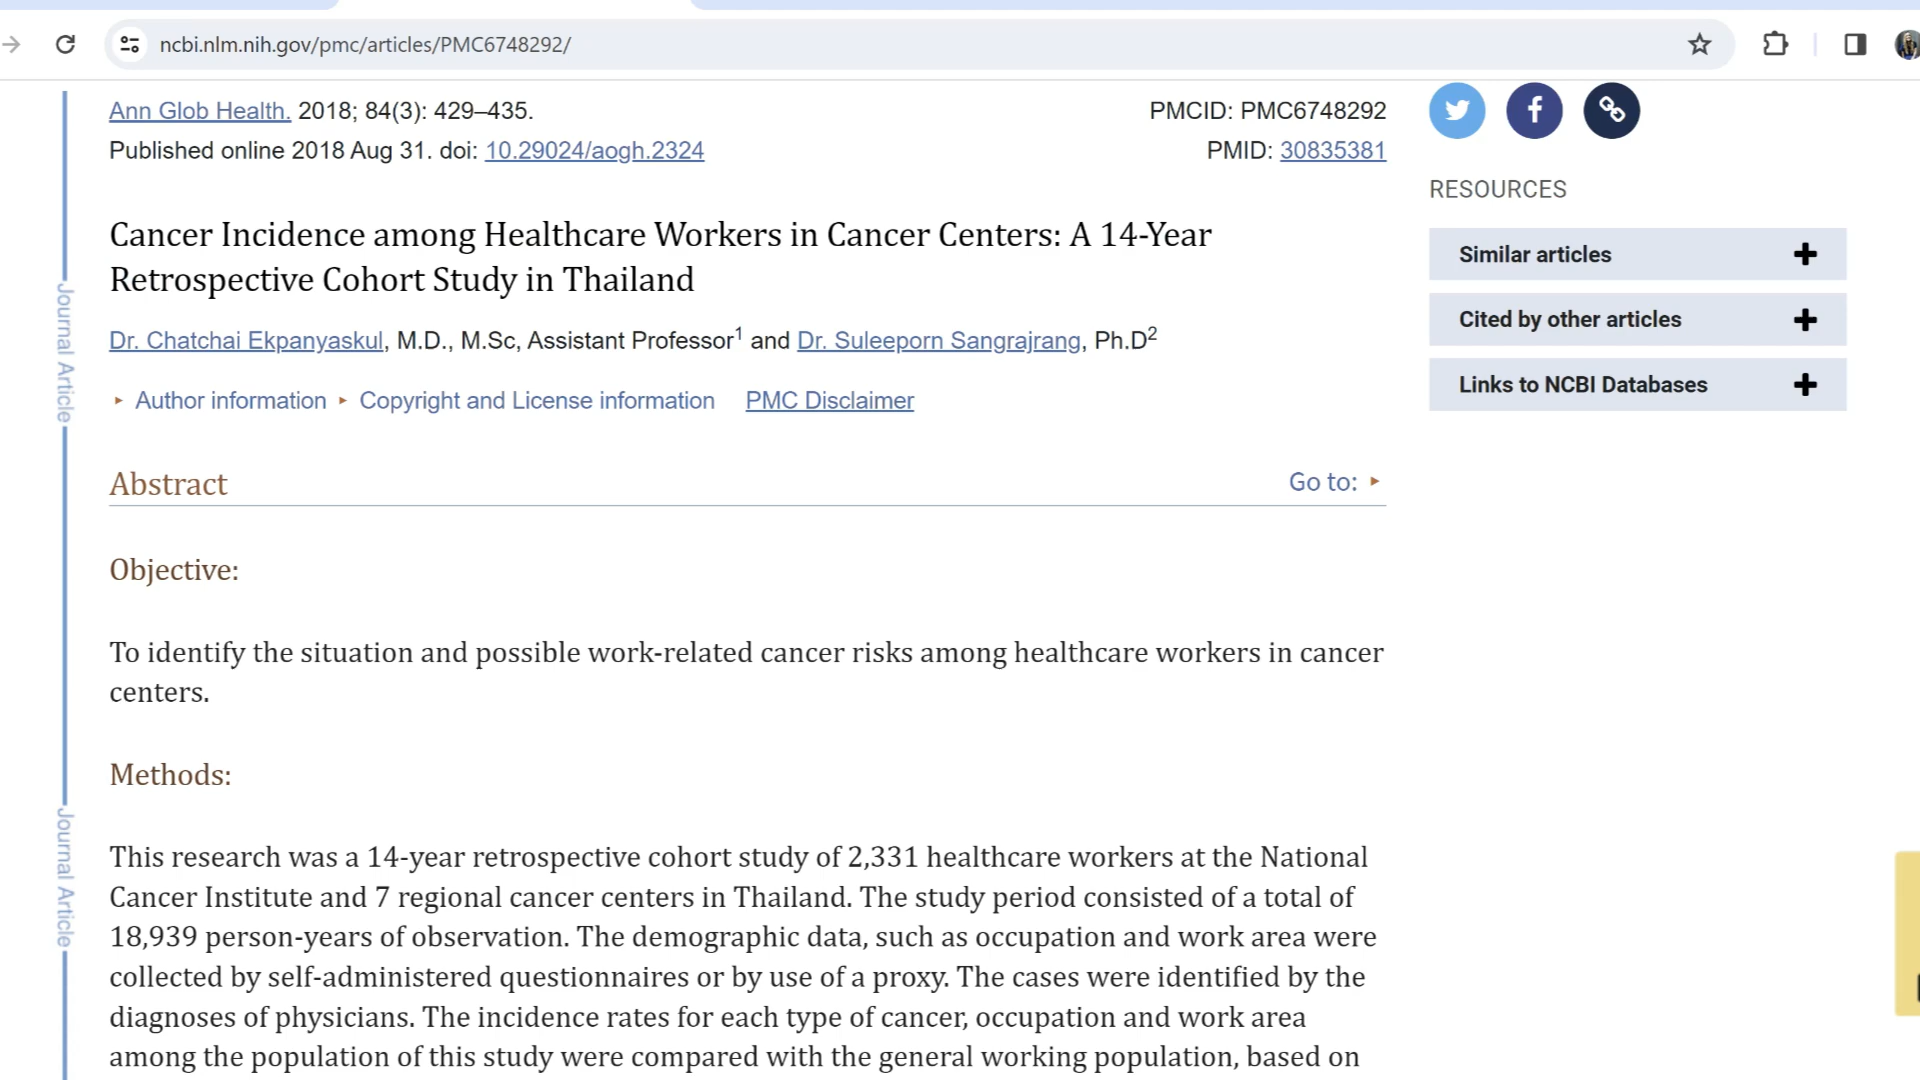 ncbi.nlm.nih.gov/pmc/articles/PMC6748292/
Ann Glob Health. 2018; 84(3): 429–435.
PMCID: PMC6748292
Published online 2018 Aug 31. doi: 10.29024/aogh.2324
PMID: 30835381
Cancer Incidence among Healthcare Workers in Cancer Centers: A 14-Year
Retrospective Cohort Study in Thailand
Dr. Chatchai Ekpanyaskul, M.D., M.Sc, Assistant Professor1 and Dr. Suleeporn Sangrajrang, Ph.D2
Author information
Copyright and License information
PMC Disclaimer
Abstract
Go to:
Objective:
To identify the situation and possible work-related cancer risks among healthcare workers in cancer
centers.
Methods:
This research was a 14-year retrospective cohort study of 2,331 healthcare workers at the National
Cancer Institute and 7 regional cancer centers in Thailand. The study period consisted of a total of
18,939 person-years of observation. The demographic data, such as occupation and work area were
collected by self-administered questionnaires or by use of a proxy. The cases were identified by the
diagnoses of physicians. The incidence rates for each type of cancer, occupation and work area
among the population of this study were compared with the general working population, based on
RESOURCES
Similar articles
Cited by other articles
Links to NCBI Databases
Journal Article
Journal Article